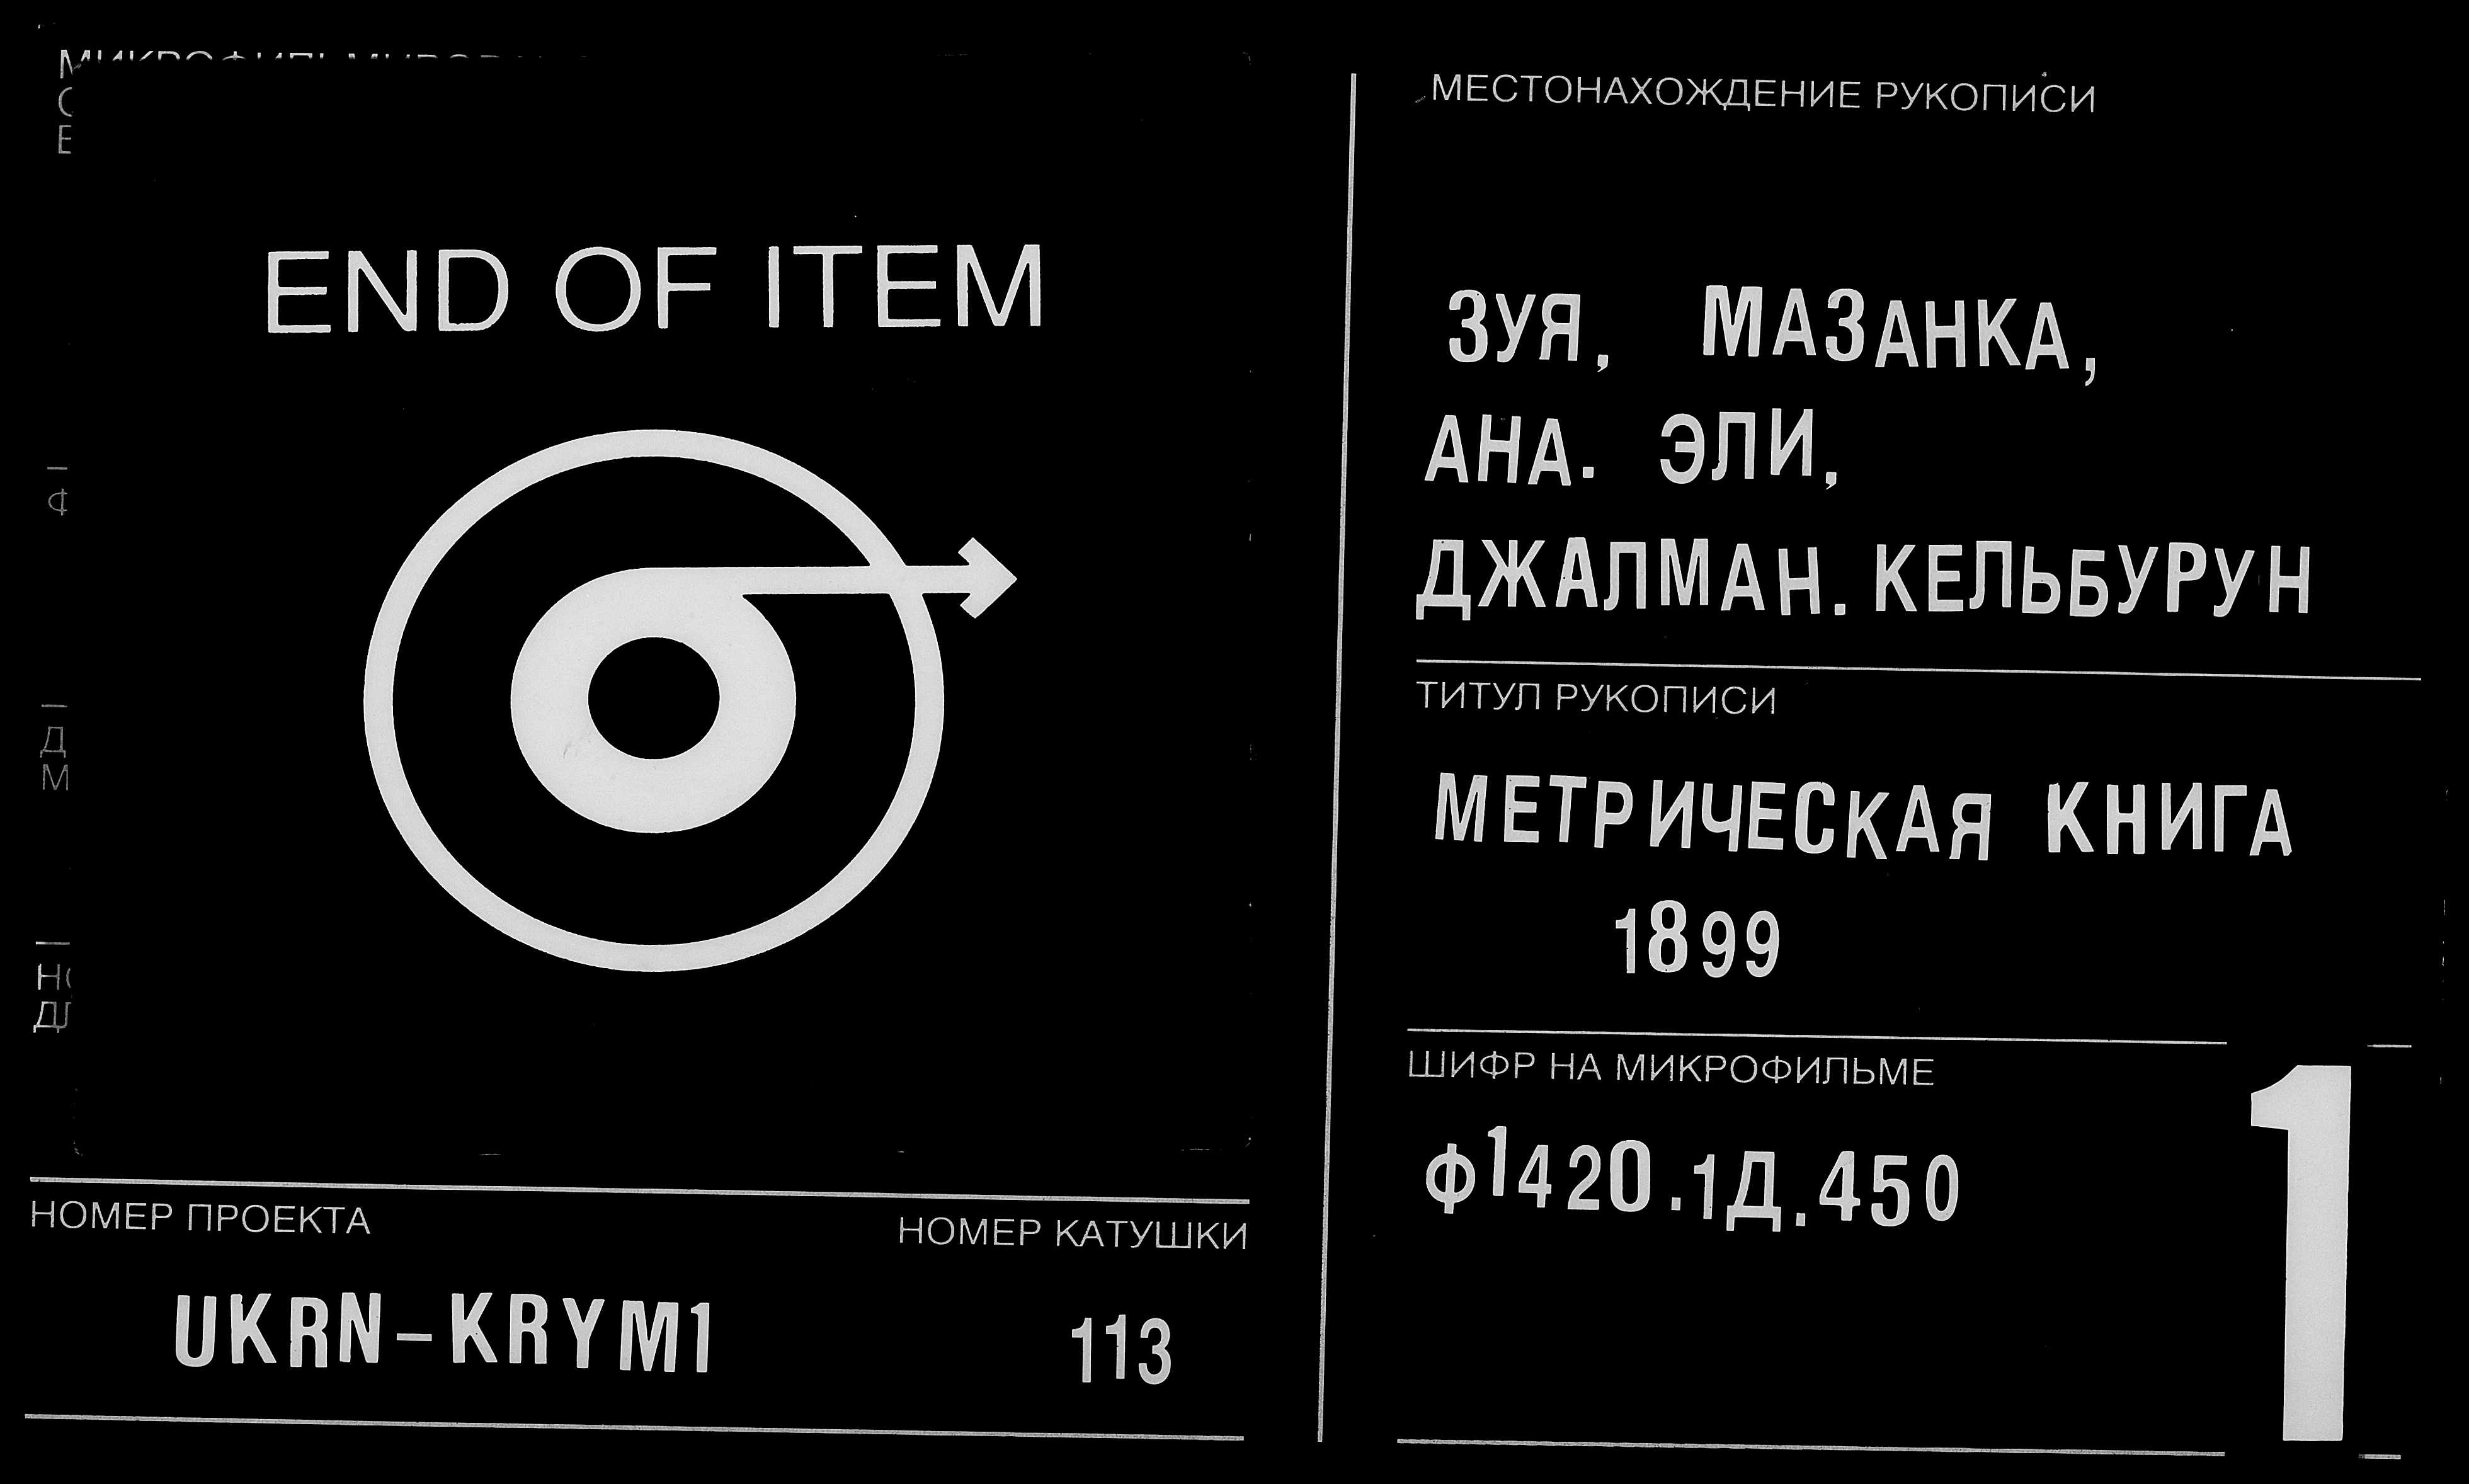 END OF ITEM
НОМЕР ПРОЕКТА
НОМЕР КАТУШКИ
UKRN-KRYM1
113
МЕСТОНАХОЖДЕНИЕ РУКОПИСИ
ЗУЯ, МАЗАНКА,
АНА. ЭЛИ,
ДЖАЛМАН. КЕЛЬБУРУН
ТИТУЛ РУКОПИСИ
МЕТРИЧЕСКАЯ КНИГА
1899
ШИФР НА МИКРОФИЛЬМЕ
Ф1420.1Д.450
1